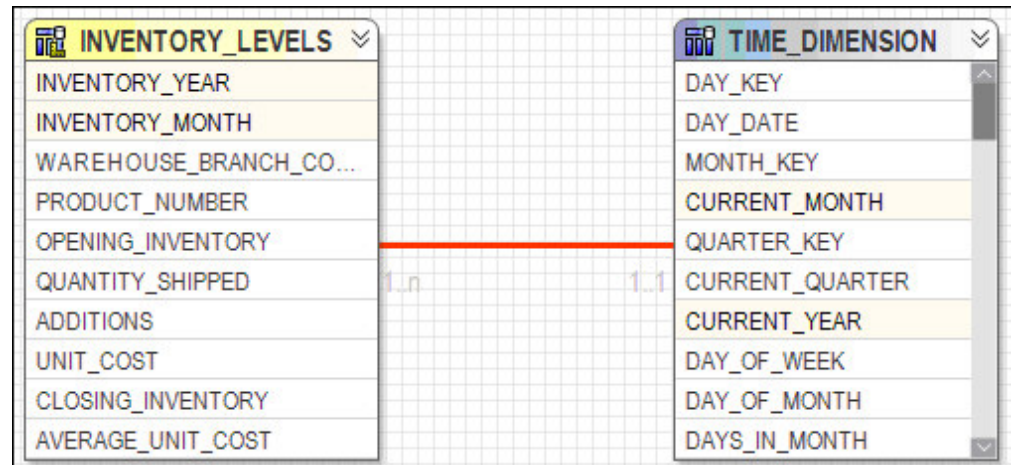 INVENTORY_LEVELS
INVENTORY_YEAR
INVENTORY_MONTH
WAREHOUSE_BRANCH_CO...
PRODUCT_NUMBER
OPENING_INVENTORY
QUANTITY_SHIPPED
ADDITIONS
UNIT_COST
CLOSING_INVENTORY
AVERAGE_UNIT_COST
1..n
1..1
TIME_DIMENSION
DAY_KEY
DAY_DATE
MONTH_KEY
CURRENT_MONTH
QUARTER_KEY
CURRENT_QUARTER
CURRENT_YEAR
DAY_OF_WEEK
DAY_OF_MONTH
DAYS_IN_MONTH